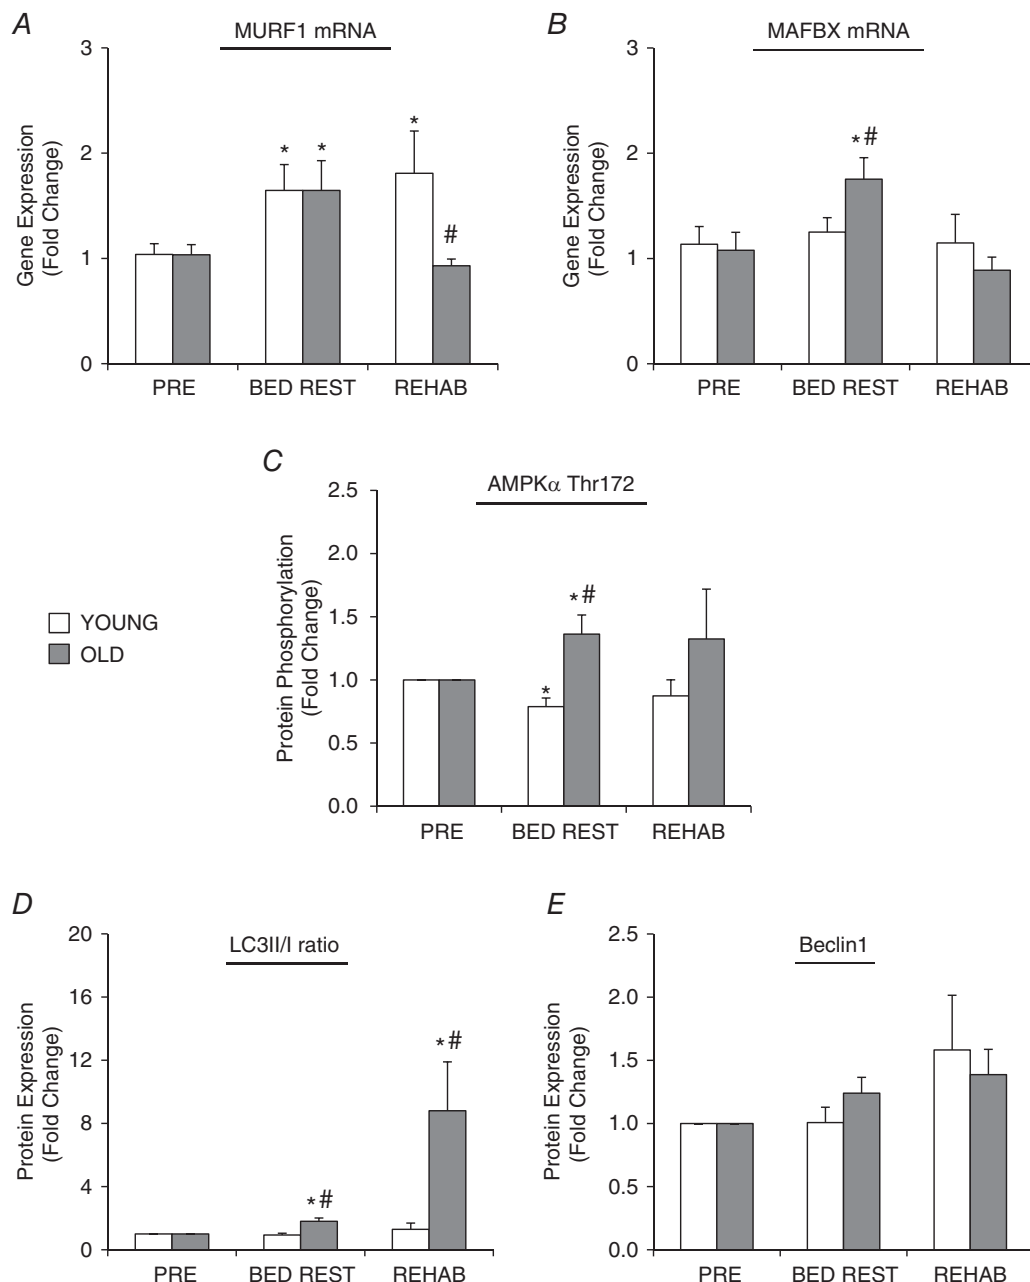 A
MURF1 mRNA
Gene Expression
(Fold Change)
3
2
1
0
* * * #
PRE BED REST REHAB
B
MAFBX mRNA
Gene Expression
(Fold Change)
3
2
1
0
*#
PRE BED REST REHAB
C
AMPKα Thr172
Protein Phosphorylation
(Fold Change)
2.5
2.0
1.5
1.0
0.5
0.0
* *#
PRE BED REST REHAB
YOUNG
OLD
D
LC3II/I ratio
Protein Expression
(Fold Change)
20
16
12
8
4
0
*# *#
PRE BED REST REHAB
E
Beclin1
Protein Expression
(Fold Change)
2.5
2.0
1.5
1.0
0.5
0.0
PRE BED REST REHAB